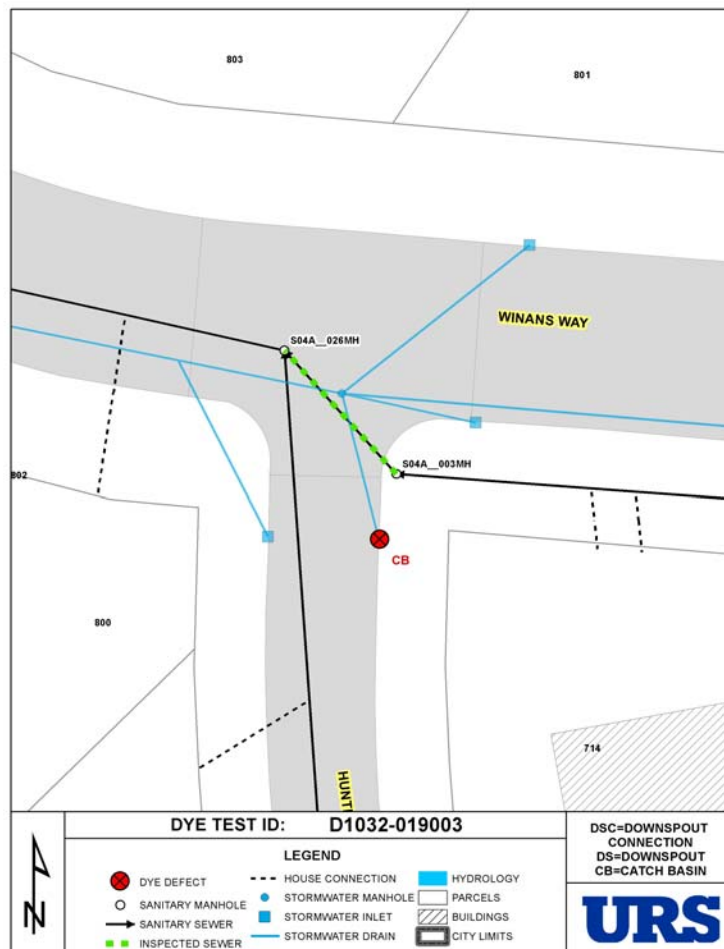 803
801
WINANS WAY
S04A__026MH
S04A__003MH
802
CB
800
714
HUNT
DYE TEST ID: D1032-019003
LEGEND
DYE DEFECT
SANITARY MANHOLE
SANITARY SEWER
INSPECTED SEWER
HOUSE CONNECTION
STORMWATER MANHOLE
STORMWATER INLET
STORMWATER DRAIN
HYDROLOGY
PARCELS
BUILDINGS
CITY LIMITS
DSC=DOWNSPOUT
CONNECTION
DS=DOWNSPOUT
CB=CATCH BASIN
N
URS